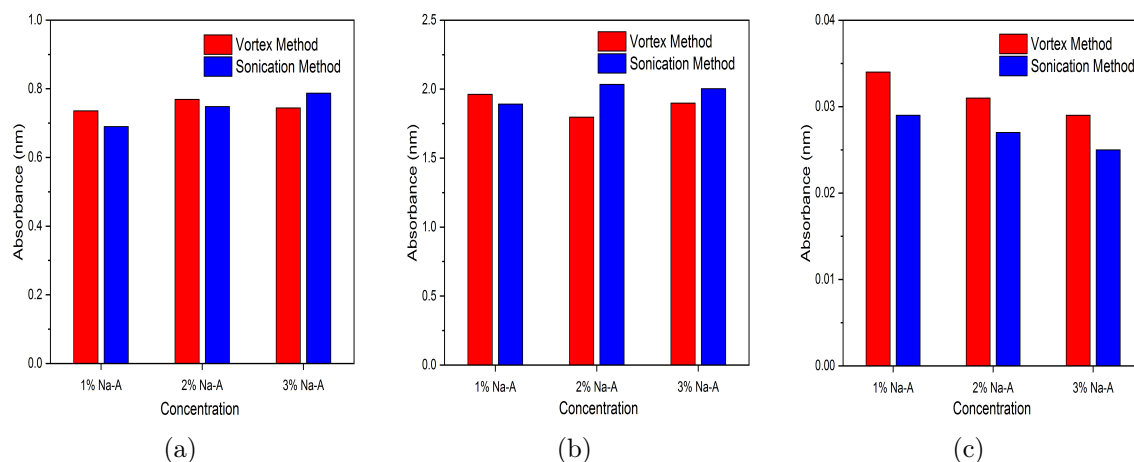 1.0
0.8
0.6
0.4
0.2
0.0
Absorbance (nm)
Vortex Method
Sonication Method
1% Na-A
2% Na-A
3% Na-A
Concentration
(a)
2.5
2.0
1.5
1.0
0.5
0.0
Absorbance (nm)
Vortex Method
Sonication Method
1% Na-A
2% Na-A
3% Na-A
Concentration
(b)
0.04
0.03
0.02
0.01
0.00
Absorbance (nm)
Vortex Method
Sonication Method
1% Na-A
2% Na-A
3% Na-A
Concentration
(c)